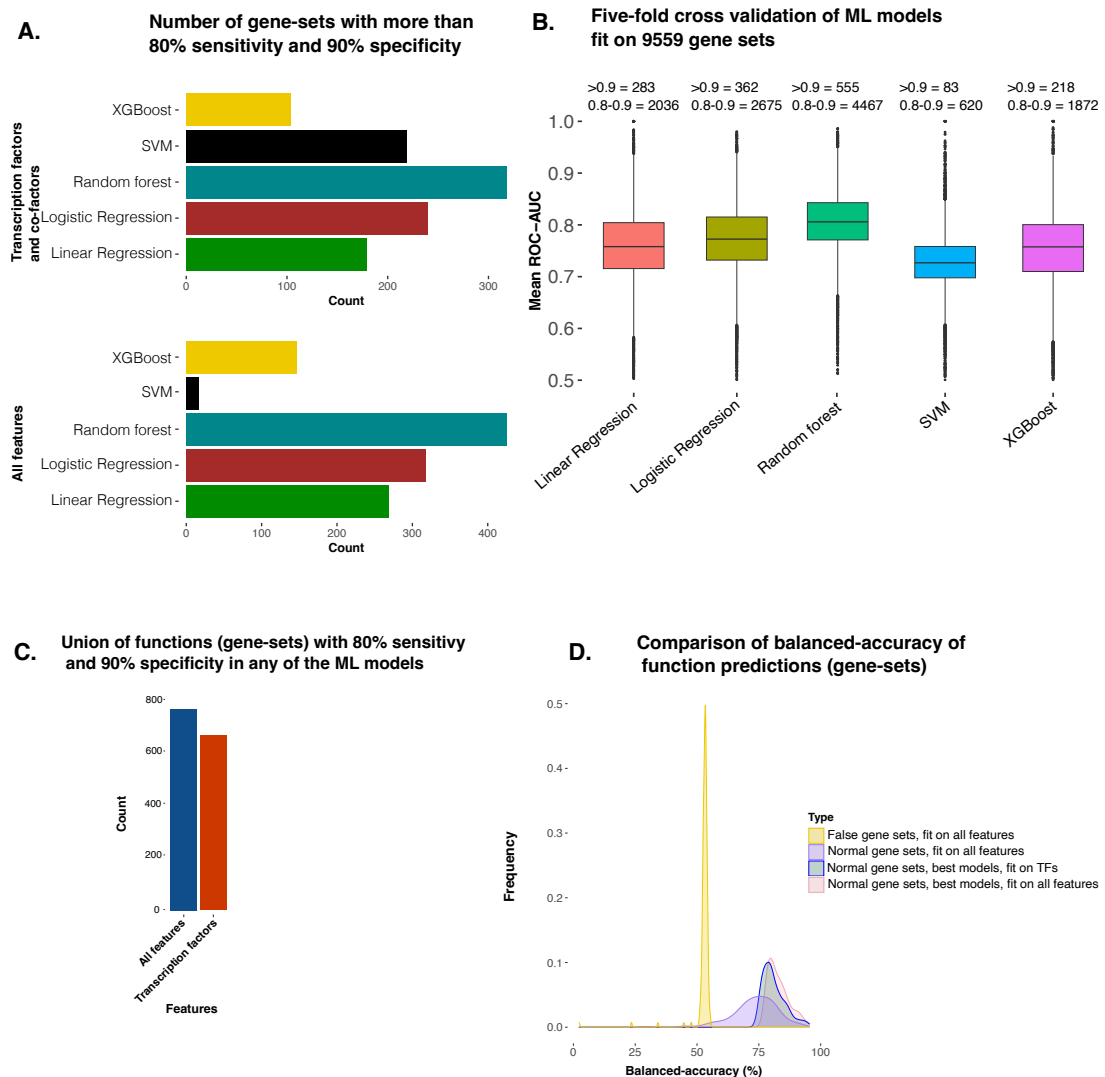 A.
Number of gene-sets with more than
80% sensitivity and 90% specificity
Transcription factors
and co-factors
XGBoost
SVM
Random forest
Logistic Regression
Linear Regression
0 100 200 300
Count
All features
XGBoost
SVM
Random forest
Logistic Regression
Linear Regression
0 100 200 300 400
Count
B.
Five-fold cross validation of ML models
fit on 9559 gene sets
>0.9 = 283 >0.9 = 362 >0.9 = 555 >0.9 = 83 >0.9 = 218
0.8-0.9 = 2036 0.8-0.9 = 2675 0.8-0.9 = 4467 0.8-0.9 = 620 0.8-0.9 = 1872
Mean ROC−AUC
1.0
0.9
0.8
0.7
0.6
0.5
Linear Regression
Logistic Regression
Random forest
SVM
XGBoost
C.
Union of functions (gene-sets) with 80% sensitivy
and 90% specificity in any of the ML models
Count
800
600
400
200
0
All features
Transcription factors
Features
D.
Comparison of balanced-accuracy of
function predictions (gene-sets)
Frequency
0.5
0.4
0.3
0.2
0.1
0.0
0 25 50 75 100
Balanced-accuracy (%)
Type
False gene sets, fit on all features
Normal gene sets, fit on all features
Normal gene sets, best models, fit on TFs
Normal gene sets, best models, fit on all features